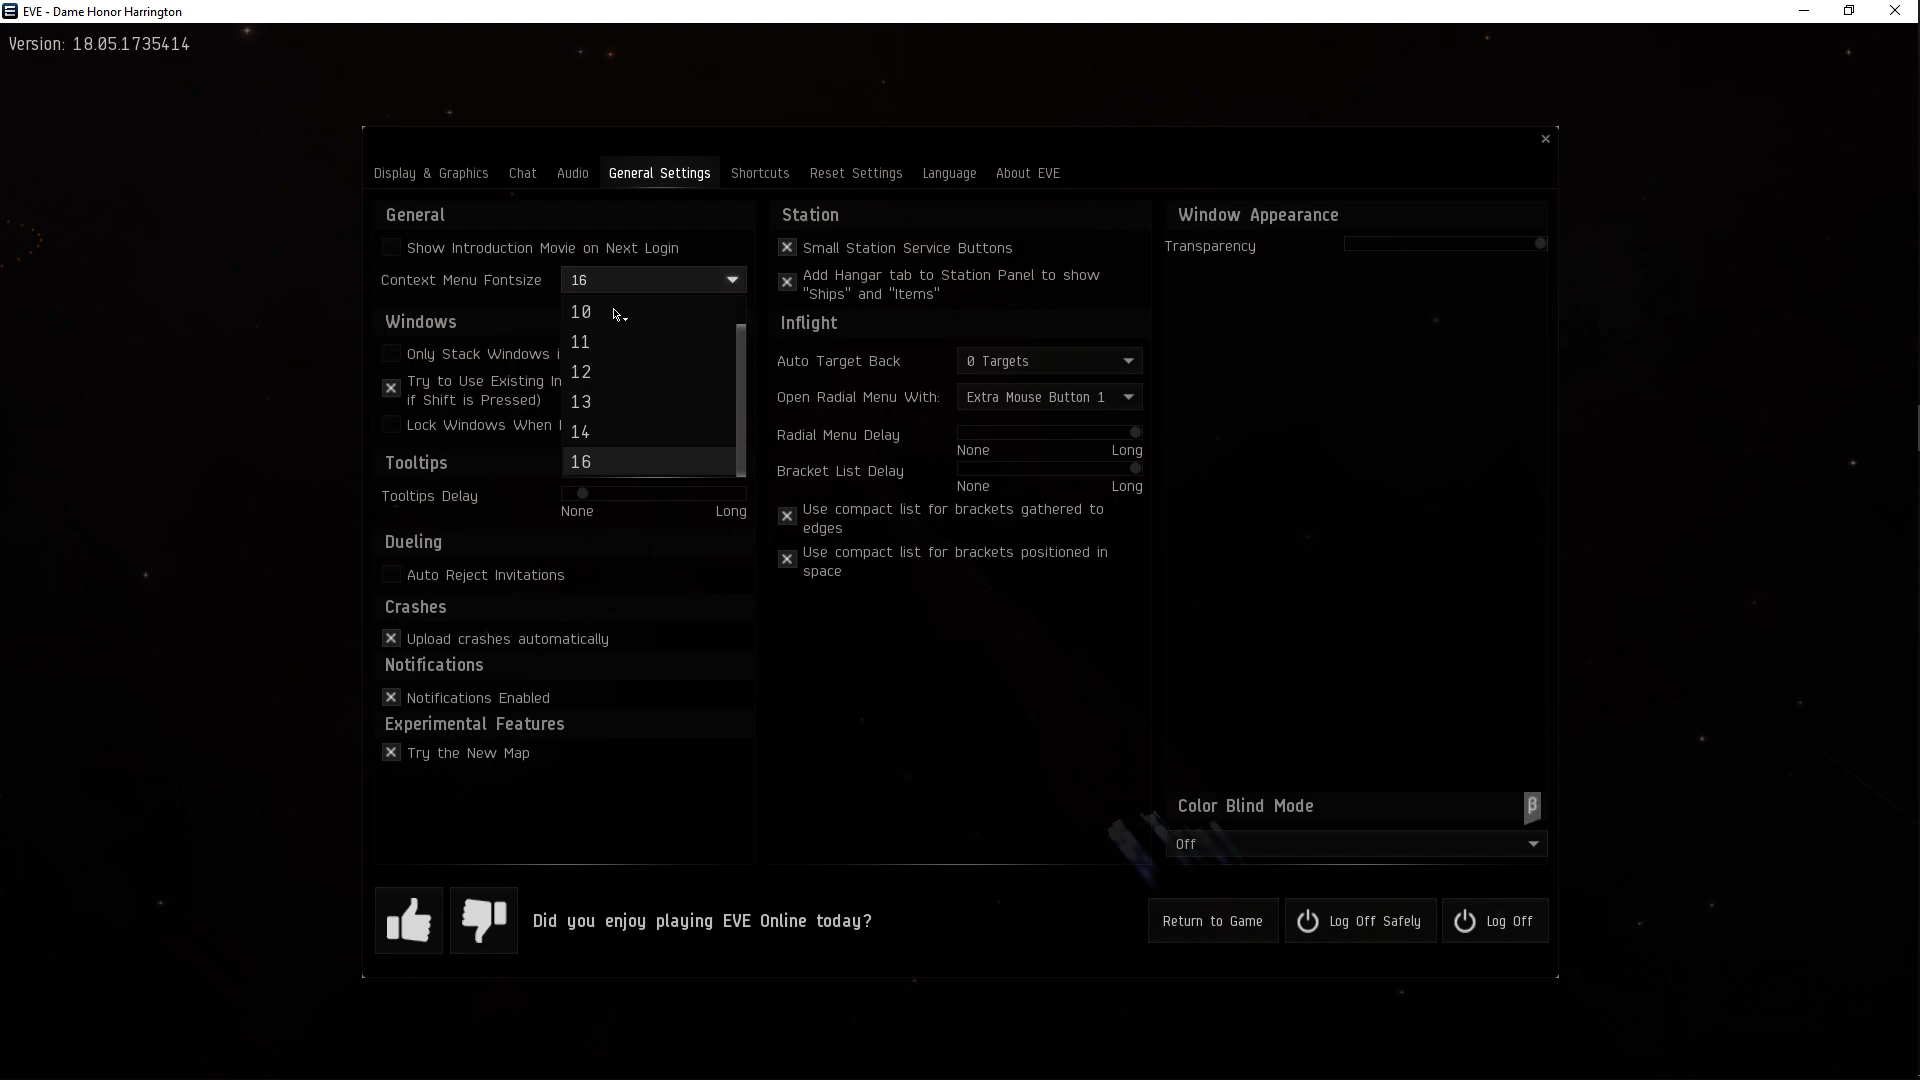 EVE - Dame Honor Harrington
Version: 18.05.1735414
Display & Graphics
Chat
Audio
General Settings
Shortcuts
Reset Settings
Language
About EVE
General
Show Introduction Movie on Next Login
Context Menu Fontsize
16
10
11
12
13
14
16
Windows
Only Stack Windows i
Try to Use Existing In
if Shift is Pressed)
Lock Windows When
Tooltips
Tooltips Delay
None
Long
Dueling
Auto Reject Invitations
Crashes
Upload crashes automatically
Notifications
Notifications Enabled
Experimental Features
Try the New Map
Station
Small Station Service Buttons
Add Hangar tab to Station Panel to show
"Ships" and "Items"
Inflight
Auto Target Back
0 Targets
Open Radial Menu With:
Extra Mouse Button 1
Radial Menu Delay
None
Long
Bracket List Delay
None
Long
Use compact list for brackets gathered to
edges
Use compact list for brackets positioned in
space
Window Appearance
Transparency
Color Blind Mode
β
Off
Did you enjoy playing EVE Online today?
Return to Game
Log Off Safely
Log Off